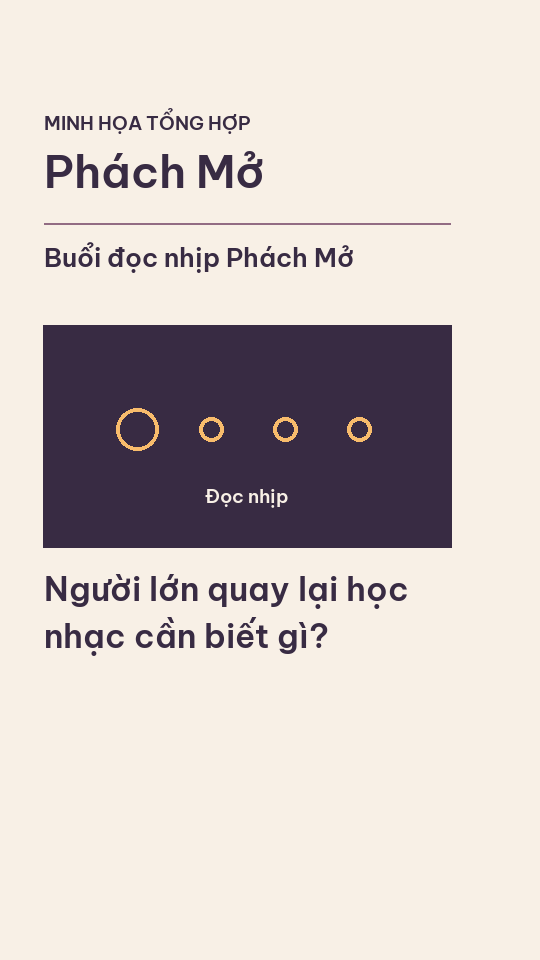 MINH HỌA TỔNG HỢP
Phách Mở
Buổi đọc nhịp Phách Mở
Đọc nhịp
Người lớn quay lại học
nhạc cần biết gì?